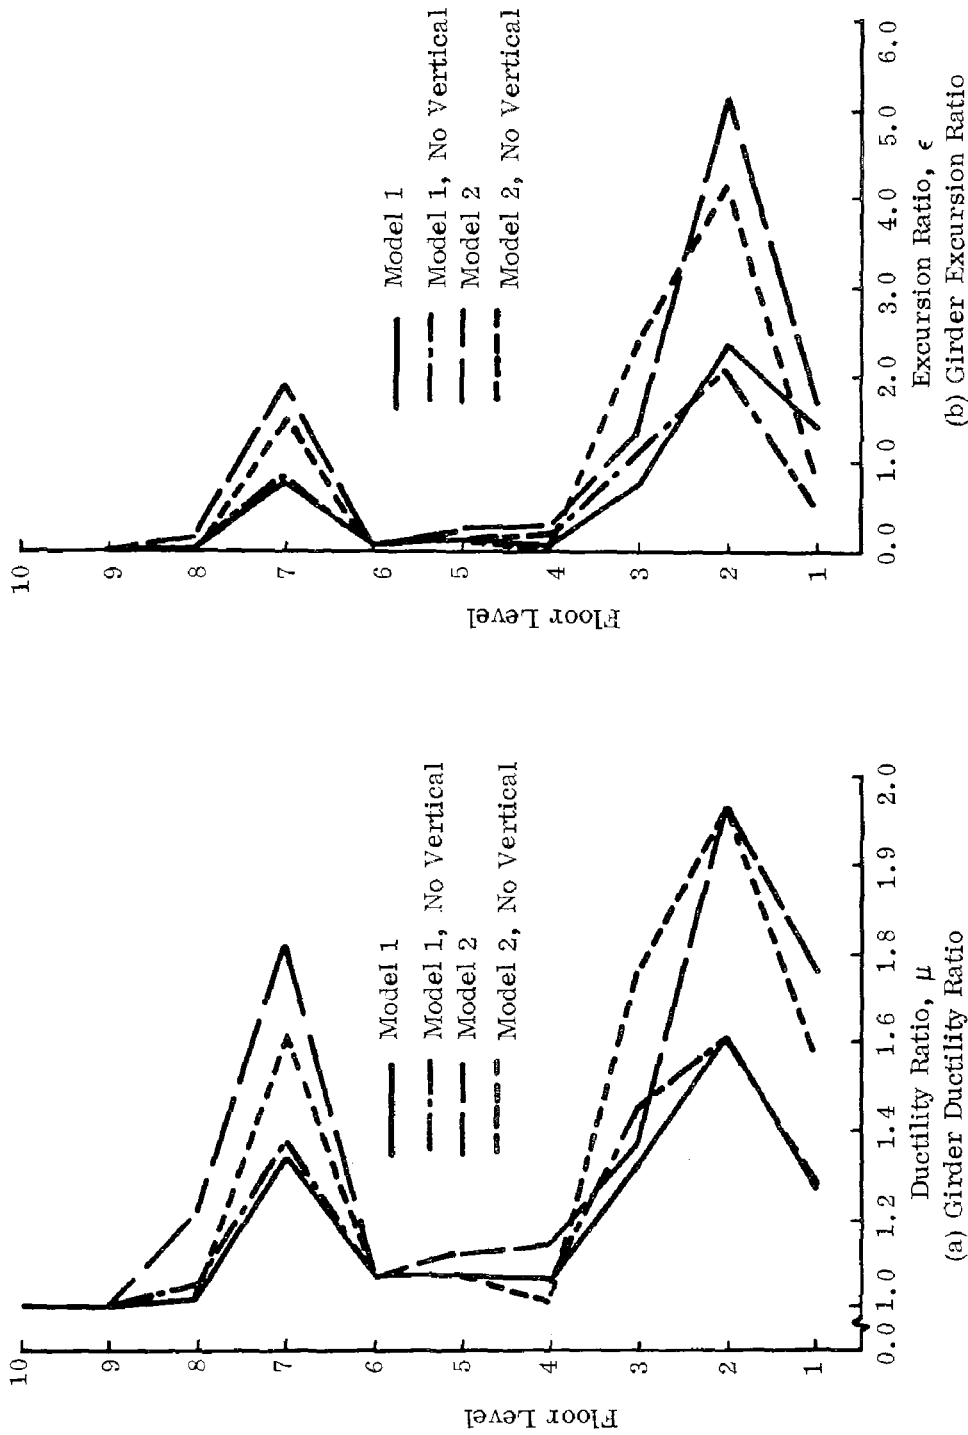 10
9
8
7
6
5
4
3
2
1
Floor Level
0.0 1.0 1.2 1.4 1.6 1.8 1.9 2.0
Ductility Ratio, μ
(a) Girder Ductility Ratio
Model 1
Model 1, No Vertical
Model 2
Model 2, No Vertical
10
9
8
7
6
5
4
3
2
1
Floor Level
0.0 1.0 2.0 3.0 4.0 5.0 6.0
Excursion Ratio, ϵ
(b) Girder Excursion Ratio
Model 1
Model 1, No Vertical
Model 2
Model 2, No Vertical